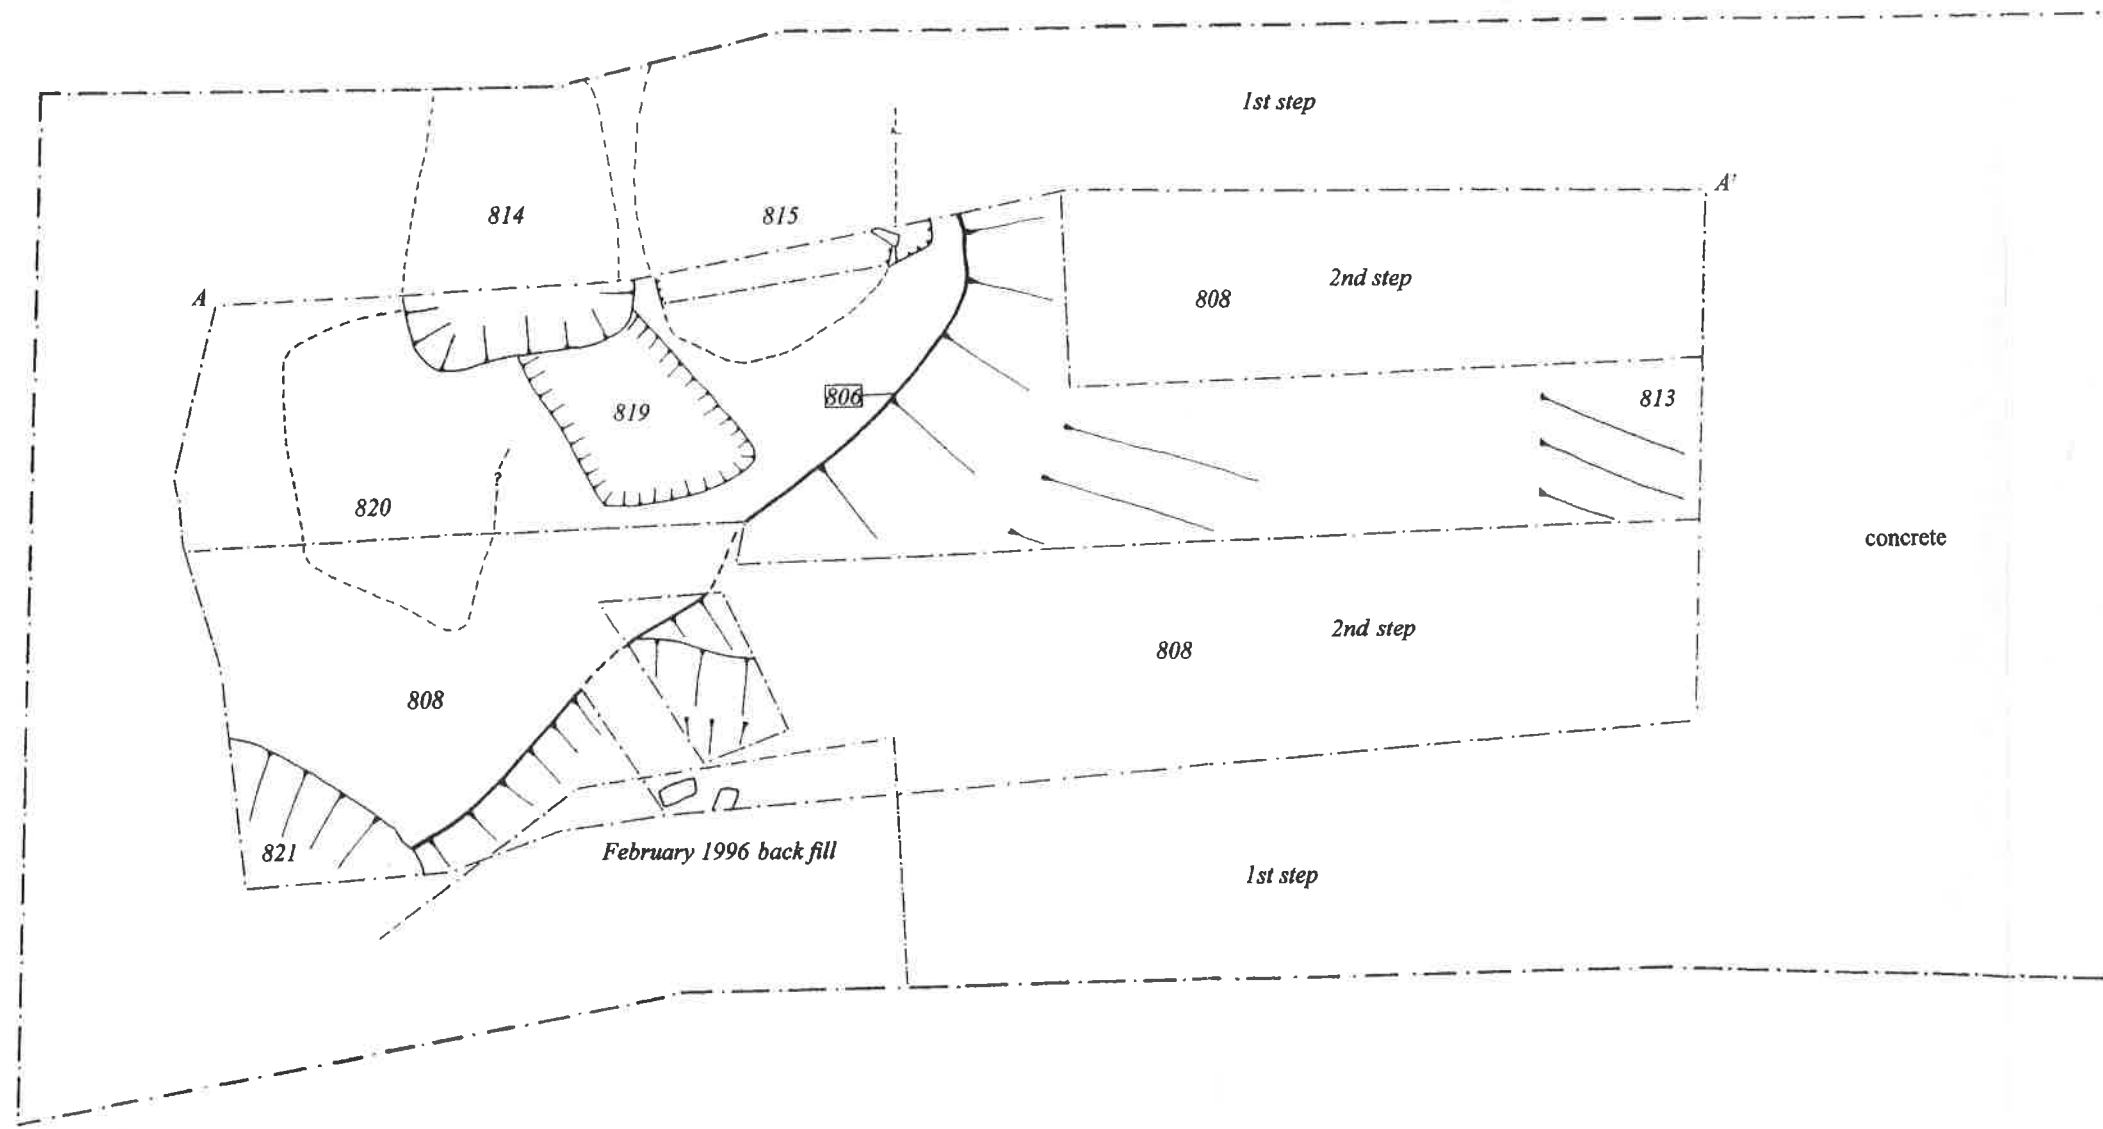 1st step
A'
814
815
2nd step
A
808
806
813
819
?
820
concrete
2nd step
808
808
821
February 1996 back fill
1st step